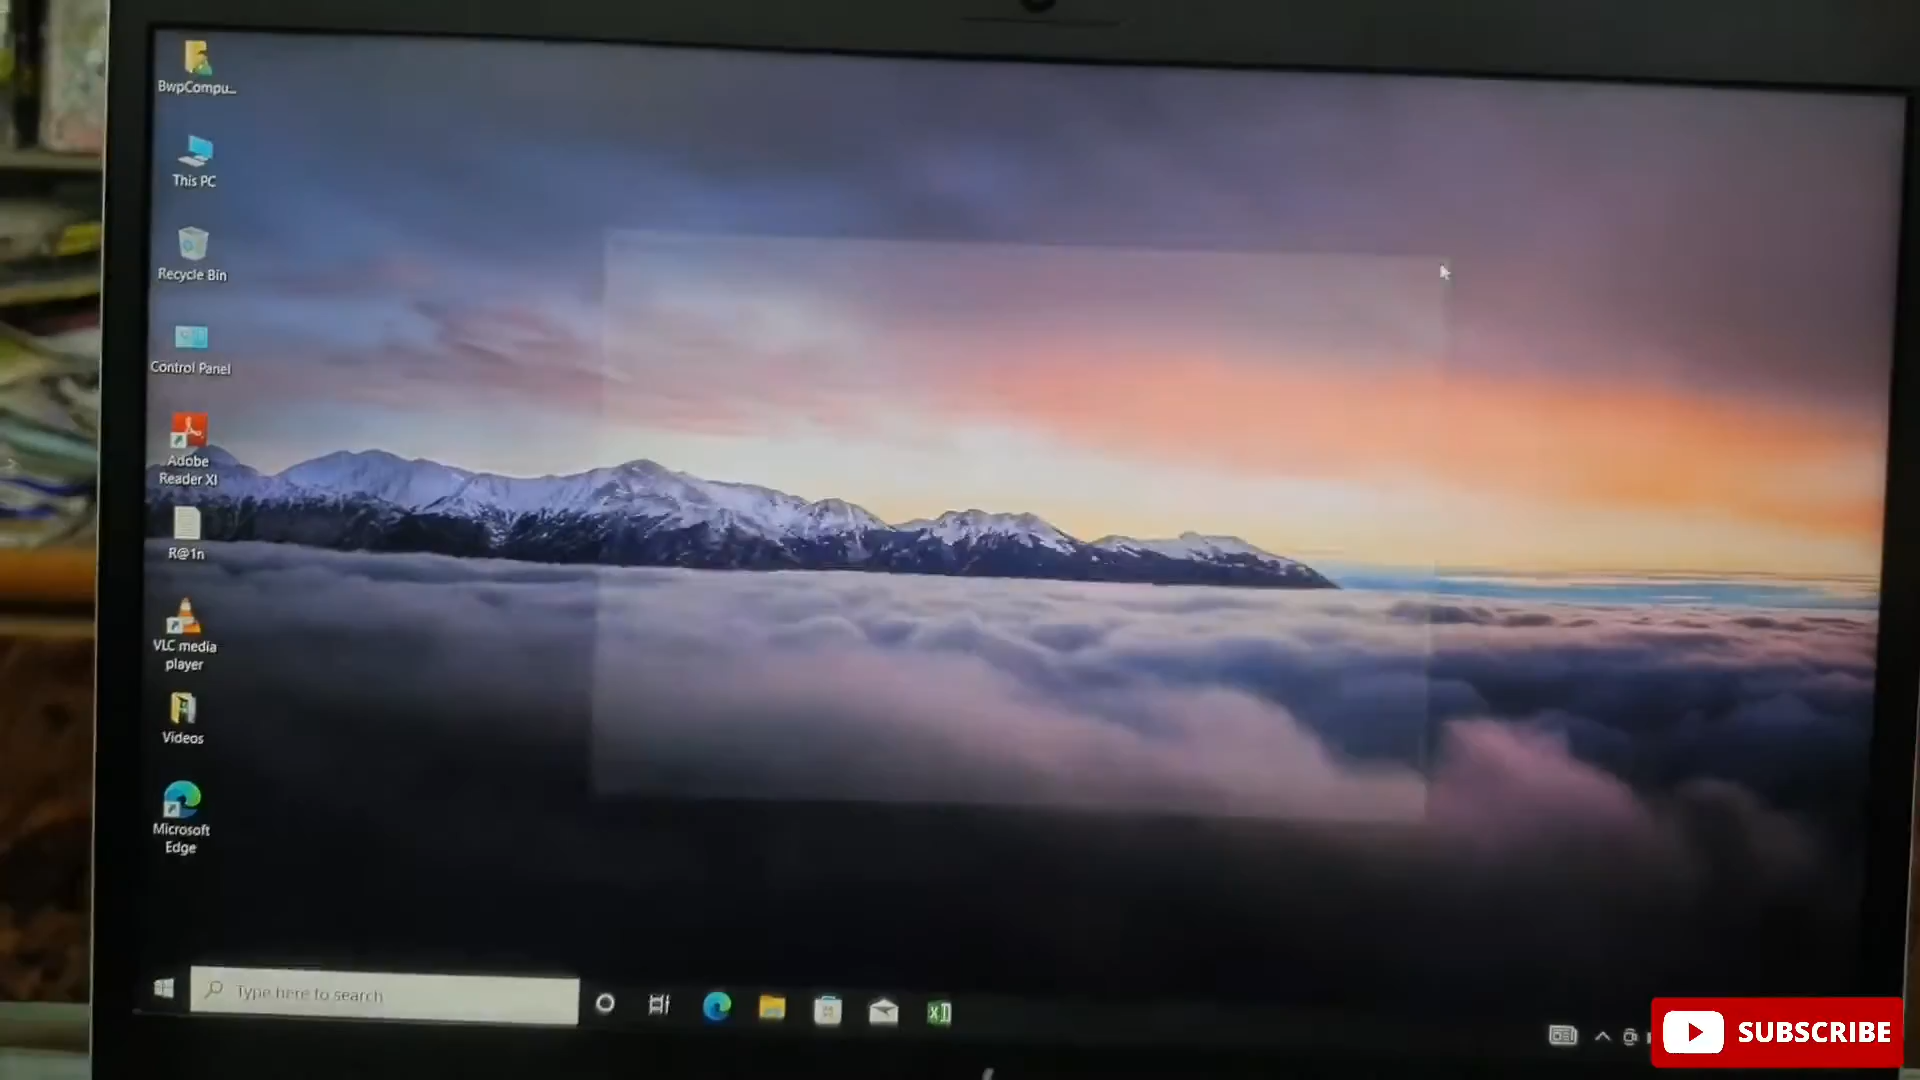 BwpCompu...
This PC
Recycle Bin
Control Panel
Adobe
Reader XI
R@1n
VLC media
player
Videos
Microsoft
Edge
Type here to search
SUBSCRIBE